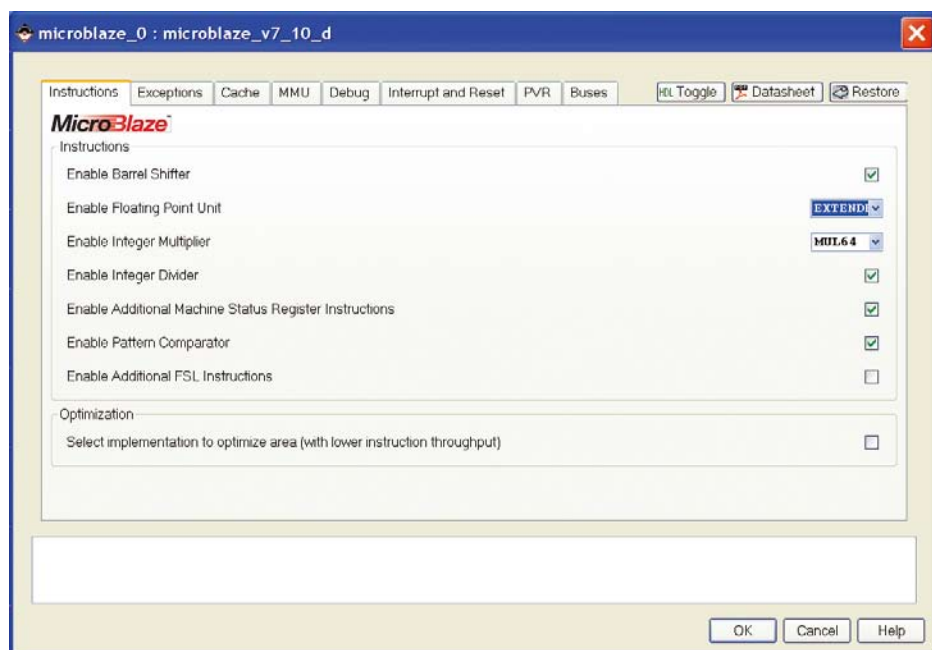 microblaze_0 : microblaze_v7_10_d
Instructions Exceptions Cache MMU Debug Interrupt and Reset PVR Buses HDL Toggle Datasheet Restore
MicroBlaze
Instructions
Enable Barrel Shifter
Enable Floating Point Unit EXTENDE
Enable Integer Multiplier MUL64
Enable Integer Divider
Enable Additional Machine Status Register Instructions
Enable Pattern Comparator
Enable Additional FSL Instructions
Optimization
Select implementation to optimize area (with lower instruction throughput)
OK Cancel Help